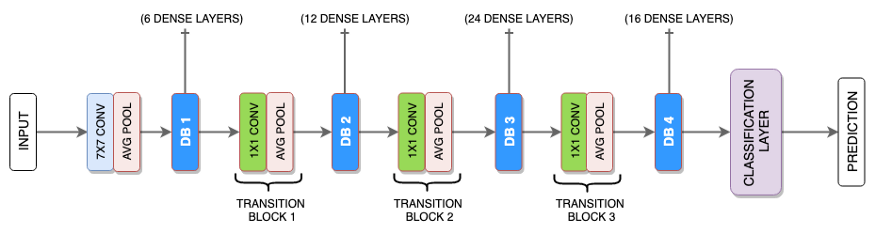 (6 DENSE LAYERS)
(12 DENSE LAYERS)
(24 DENSE LAYERS)
(16 DENSE LAYERS)
INPUT
7X7 CONV
AVG POOL
DB 1
1X1 CONV
AVG POOL
DB 2
1X1 CONV
AVG POOL
DB 3
1X1 CONV
AVG POOL
DB 4
CLASSIFICATION
LAYER
PREDICTION
TRANSITION
BLOCK 1
TRANSITION
BLOCK 2
TRANSITION
BLOCK 3